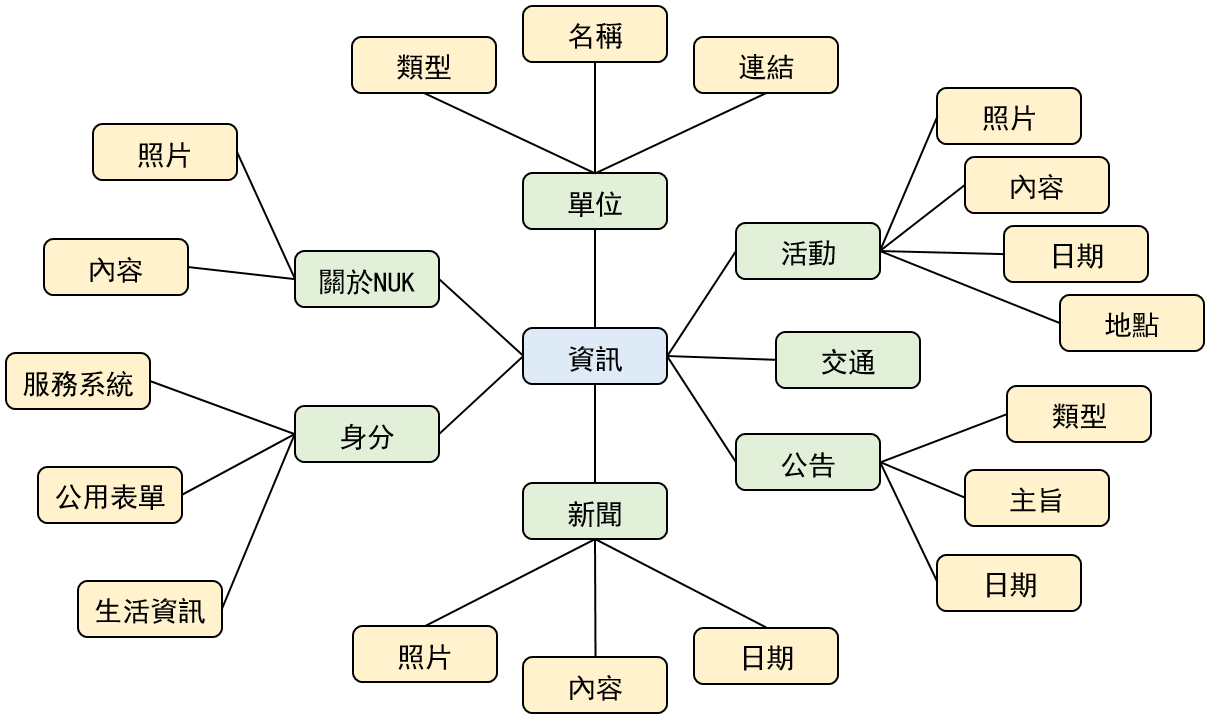 名稱
類型
連結
照片
照片
內容
單位
活動
日期
內容
關於NUK
地點
資訊
交通
服務系統
類型
身分
公告
公用表單
主旨
新聞
日期
生活資訊
照片
日期
內容